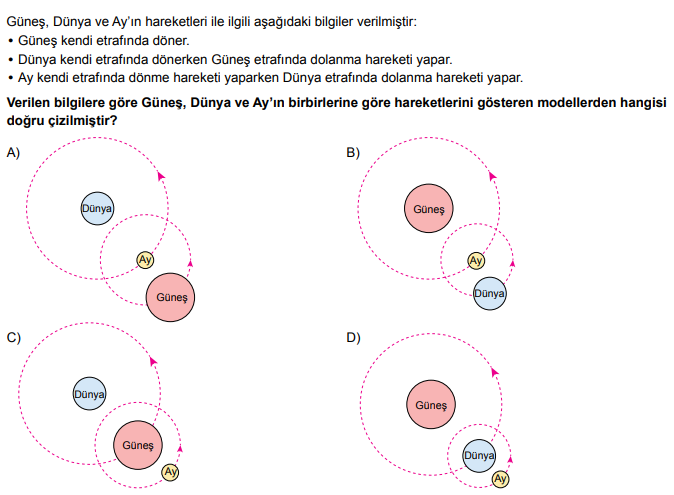 Güneş, Dünya ve Ay'ın hareketleri ile ilgili aşağıdaki bilgiler verilmiştir:
• Güneş kendi etrafında döner.
• Dünya kendi etrafında dönerken Güneş etrafında dolanma hareketi yapar.
• Ay kendi etrafında dönme hareketi yaparken Dünya etrafında dolanma hareketi yapar.
Verilen bilgilere göre Güneş, Dünya ve Ay'ın birbirlerine göre hareketlerini gösteren modellerden hangisi
doğru çizilmiştir?
A)
Dünya
Ay
Güneş
B)
Güneş
Ay
Dünya
C)
Dünya
Güneş
Ay
D)
Güneş
Dünya
Ay